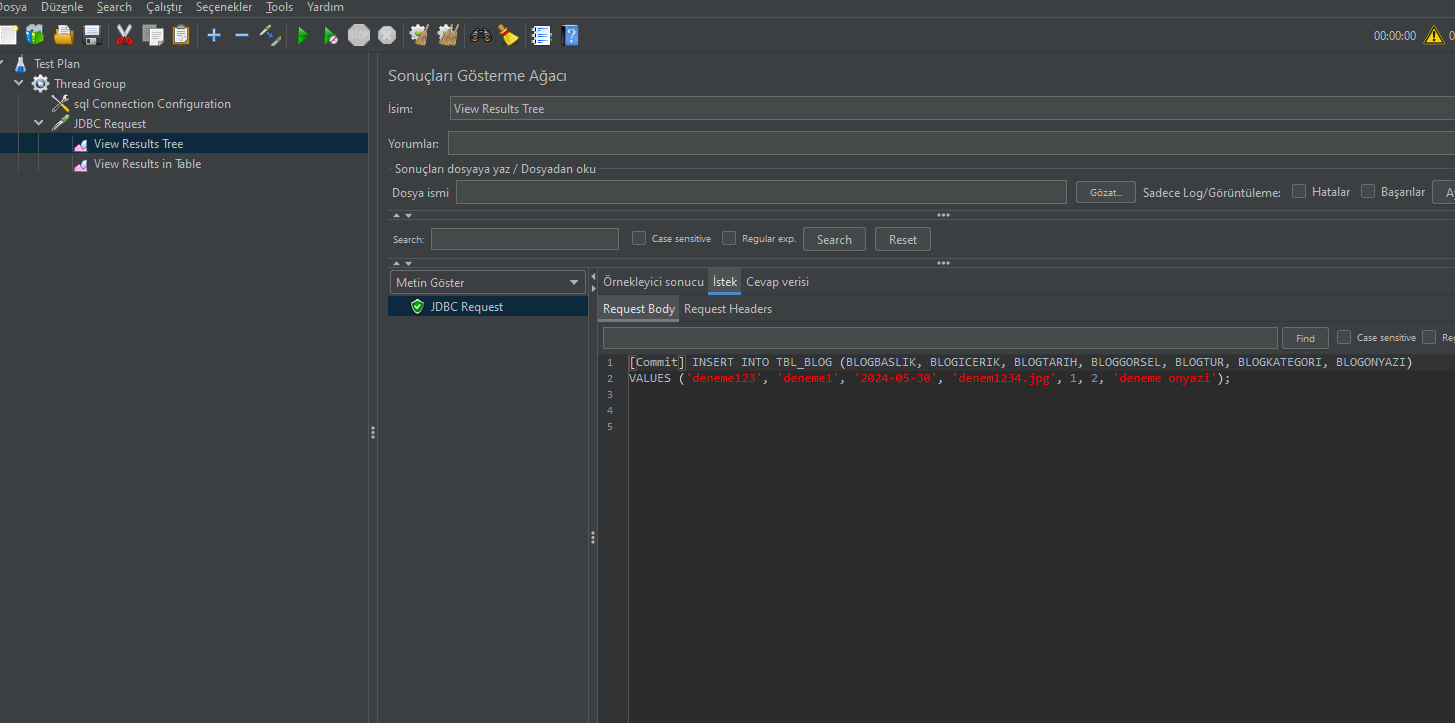 Dosya Düzenle Search Çalıştır Seçenekler Tools Yardım
STOP
00:00:00
Test Plan
Thread Group
sql Connection Configuration
JDBC Request
View Results Tree
View Results in Table
Sonuçları Gösterme Ağacı
İsim: View Results Tree
Yorumlar:
Sonuçları dosyaya yaz / Dosyadan oku
Dosya ismi Gözat... Sadece Log/Görüntüleme: Hatalar Başarılar
Search: Case sensitive Regular exp. Search Reset
Metin Göster
JDBC Request
Örnekleyici sonucu İstek Cevap verisi
Request Body Request Headers
Find Case sensitive
1 [Commit] INSERT INTO TBL_BLOG (BLOGBASLIK, BLOGICERIK, BLOGTARIH, BLOGGORSEL, BLOGTUR, BLOGKATEGORI, BLOGONYAZI)
2 VALUES ('deneme123', 'deneme1', '2024-05-30', 'denem1234.jpg', 1, 2, 'deneme onyazi');
3
4
5